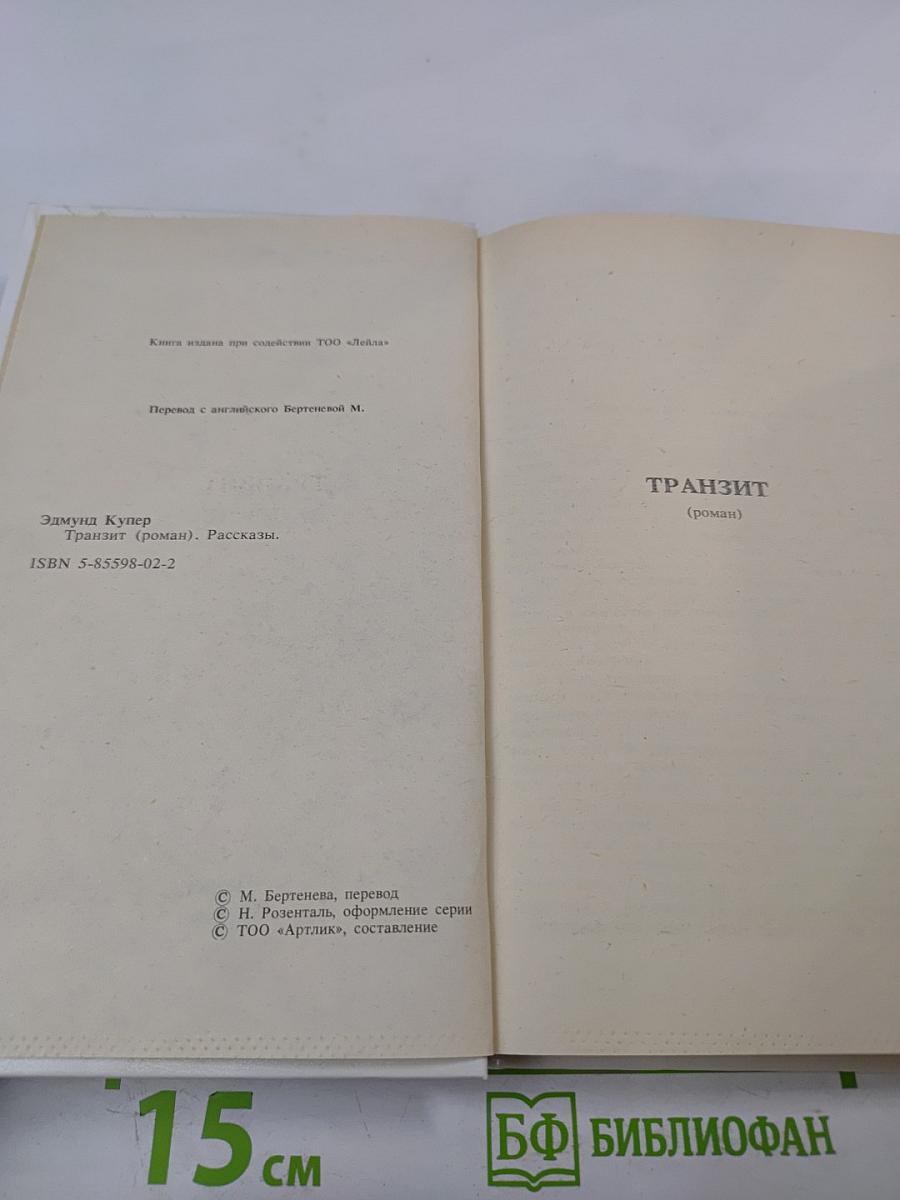 Книга издана при содействии ТОО «Лейла»
Перевод с английского Бертеневой М.
Эдмунд Купер
Транзит (роман). Рассказы.
ISBN 5-85598-02-2
© М. Бертенева, перевод
© Н. Розенталь, оформление серии
© ТОО «Артлик», составление
ТРАНЗИТ
(роман)
15 см
БФ БИБЛИОФАН